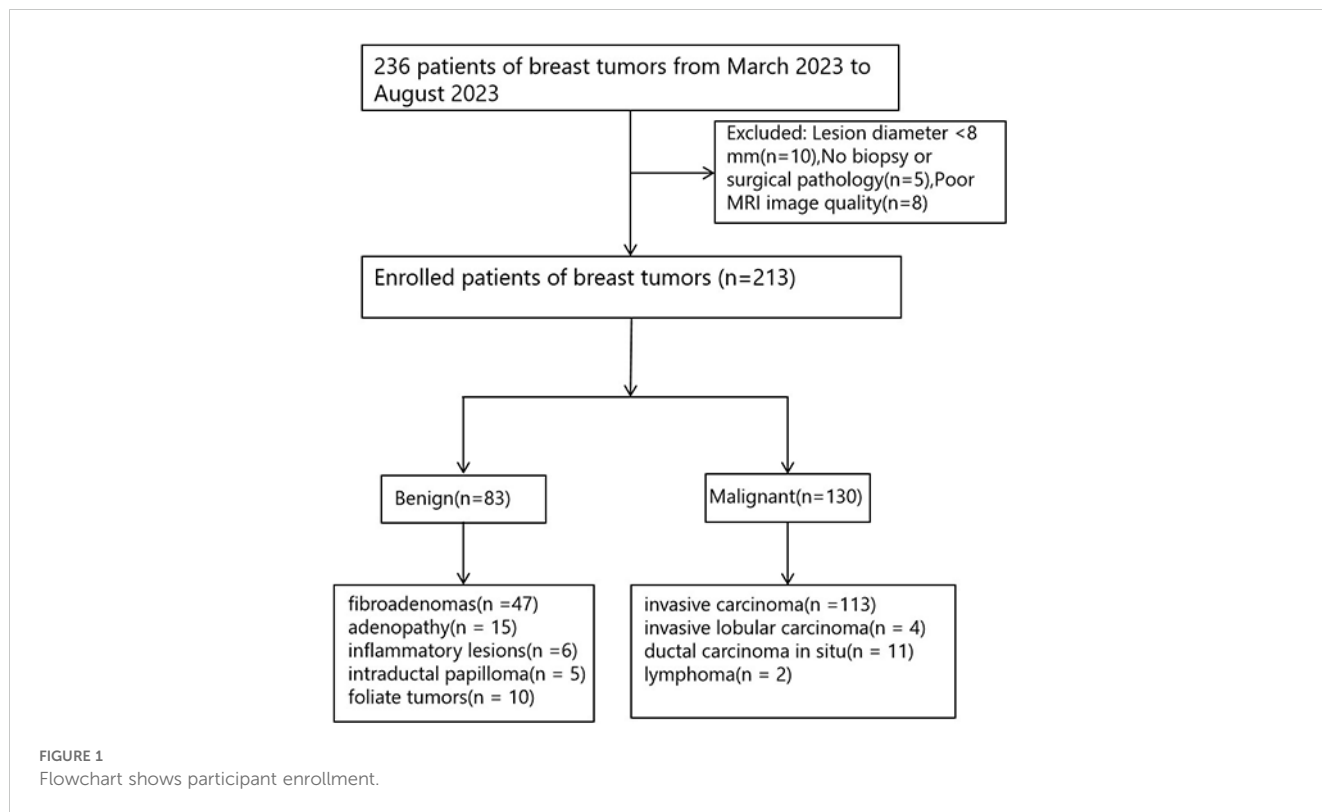 236 patients of breast tumors from March 2023 to
August 2023
Excluded: Lesion diameter <8
mm(n=10),No biopsy or
surgical pathology(n=5),Poor
MRI image quality(n=8)
Enrolled patients of breast tumors (n=213)
Benign(n=83)
Malignant(n=130)
fibroadenomas(n =47)
adenopathy(n = 15)
inflammatory lesions(n =6)
intraductal papilloma(n = 5)
foliate tumors(n = 10)
invasive carcinoma(n =113)
invasive lobular carcinoma(n = 4)
ductal carcinoma in situ(n = 11)
lymphoma(n = 2)
FIGURE 1
Flowchart shows participant enrollment.